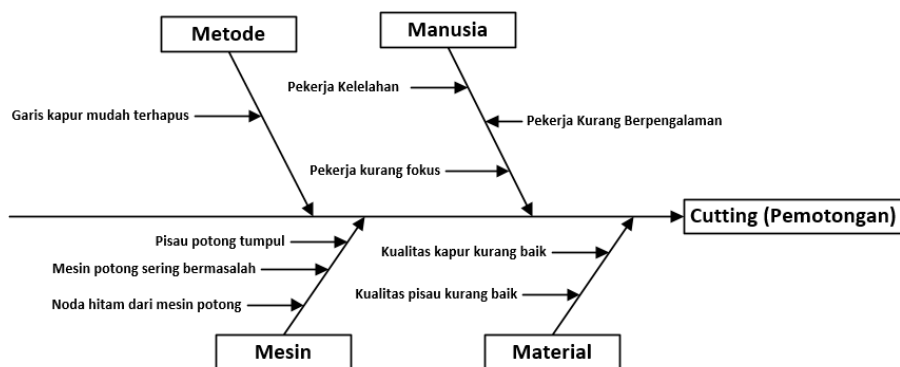 Metode
Manusia
Pekerja Kelelahan
Garis kapur mudah terhapus
Pekerja Kurang Berpengalaman
Pekerja kurang fokus
Cutting (Pemotongan)
Pisau potong tumpul
Kualitas kapur kurang baik
Mesin potong sering bermasalah
Kualitas pisau kurang baik
Noda hitam dari mesin potong
Mesin
Material